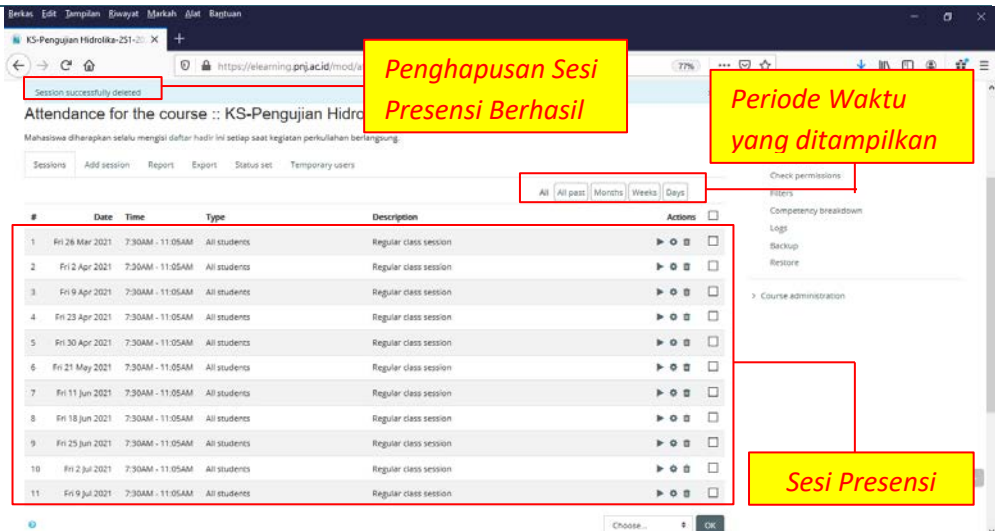 Berkas Edit Tampilan Riwayat Markah Alat Bantuan
KS-Pengujian Hidrolika-251-20
https://elearning.pnj.ac.id/mod/a
77%
Penghapusan Sesi
Presensi Berhasil
Periode Waktu
yang ditampilkan
Session successfully deleted
Attendance for the course :: KS-Pengujian Hidro
Mahasiswa diharapkan selalu mengisi daftar hadir ini setiap saat kegiatan perkuliahan berlangsung.
Sessions Add session Report Export Status set Temporary users
All All past Months Weeks Days
# Date Time Type Description Actions
1 Fri 26 Mar 2021 7:30AM - 11:05AM All students Regular class session
2 Fri 2 Apr 2021 7:30AM - 11:05AM All students Regular class session
3 Fri 9 Apr 2021 7:30AM - 11:05AM All students Regular class session
4 Fri 23 Apr 2021 7:30AM - 11:05AM All students Regular class session
5 Fri 30 Apr 2021 7:30AM - 11:05AM All students Regular class session
6 Fri 21 May 2021 7:30AM - 11:05AM All students Regular class session
7 Fri 11 Jun 2021 7:30AM - 11:05AM All students Regular class session
8 Fri 18 Jun 2021 7:30AM - 11:05AM All students Regular class session
9 Fri 25 Jun 2021 7:30AM - 11:05AM All students Regular class session
10 Fri 2 Jul 2021 7:30AM - 11:05AM All students Regular class session
11 Fri 9 Jul 2021 7:30AM - 11:05AM All students Regular class session
Choose... OK
Check permissions
Filters
Competency breakdown
Logs
Backup
Restore
Course administration
Sesi Presensi